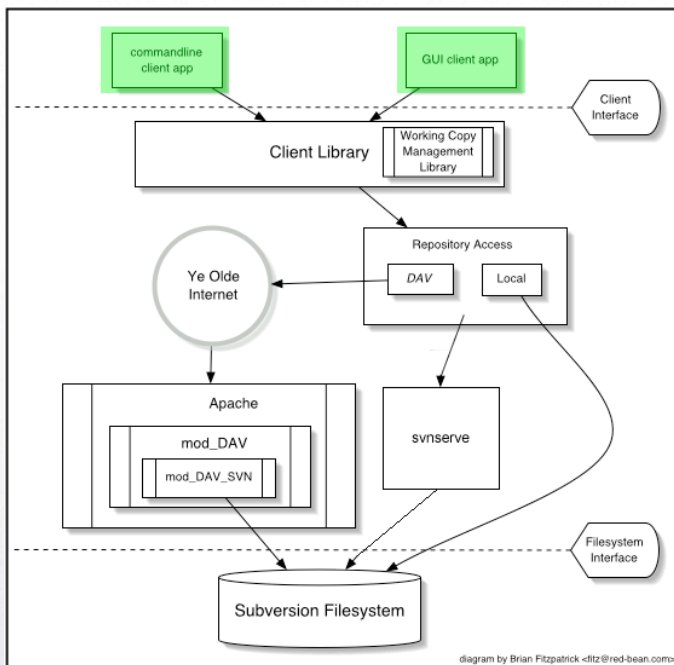 commandline
client app
GUI client app
Client
Interface
Client Library
Working Copy
Management
Library
Repository Access
DAV
Local
Ye Olde
Internet
Apache
mod_DAV
mod_DAV_SVN
svnserve
Filesystem
Interface
Subversion Filesystem
diagram by Brian Fitzpatrick <fitz@red-bean.com>